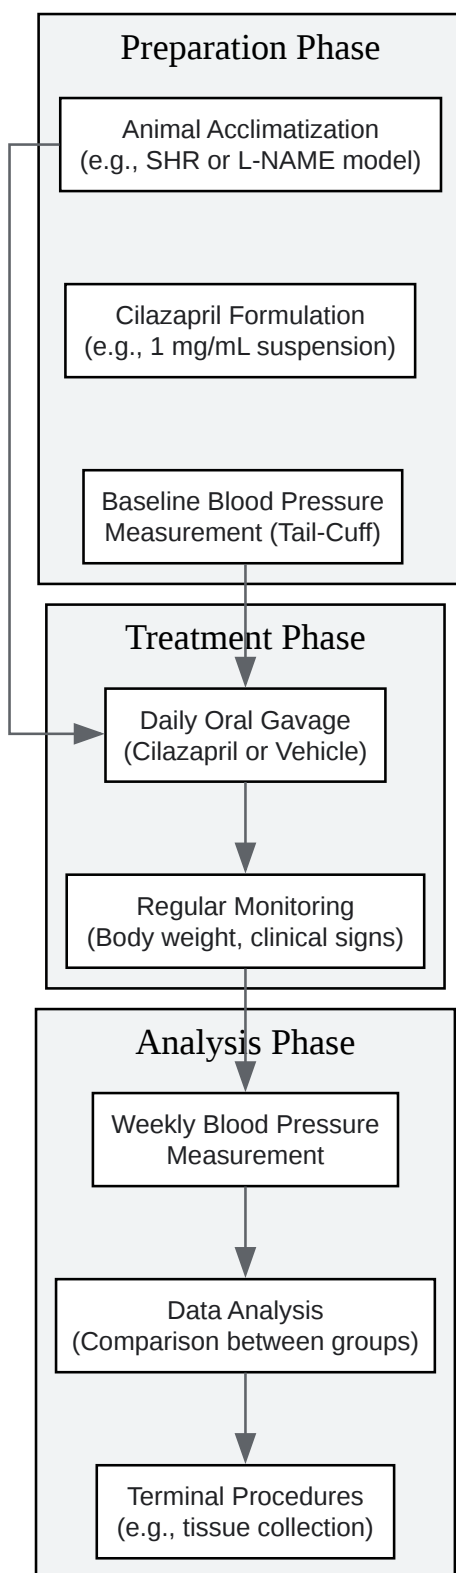 Preparation Phase
Animal Acclimatization
(e.g., SHR or L-NAME model)
Cilazapril Formulation
(e.g., 1 mg/mL suspension)
Baseline Blood Pressure
Measurement (Tail-Cuff)
Treatment Phase
Daily Oral Gavage
(Cilazapril or Vehicle)
Regular Monitoring
(Body weight, clinical signs)
Analysis Phase
Weekly Blood Pressure
Measurement
Data Analysis
(Comparison between groups)
Terminal Procedures
(e.g., tissue collection)